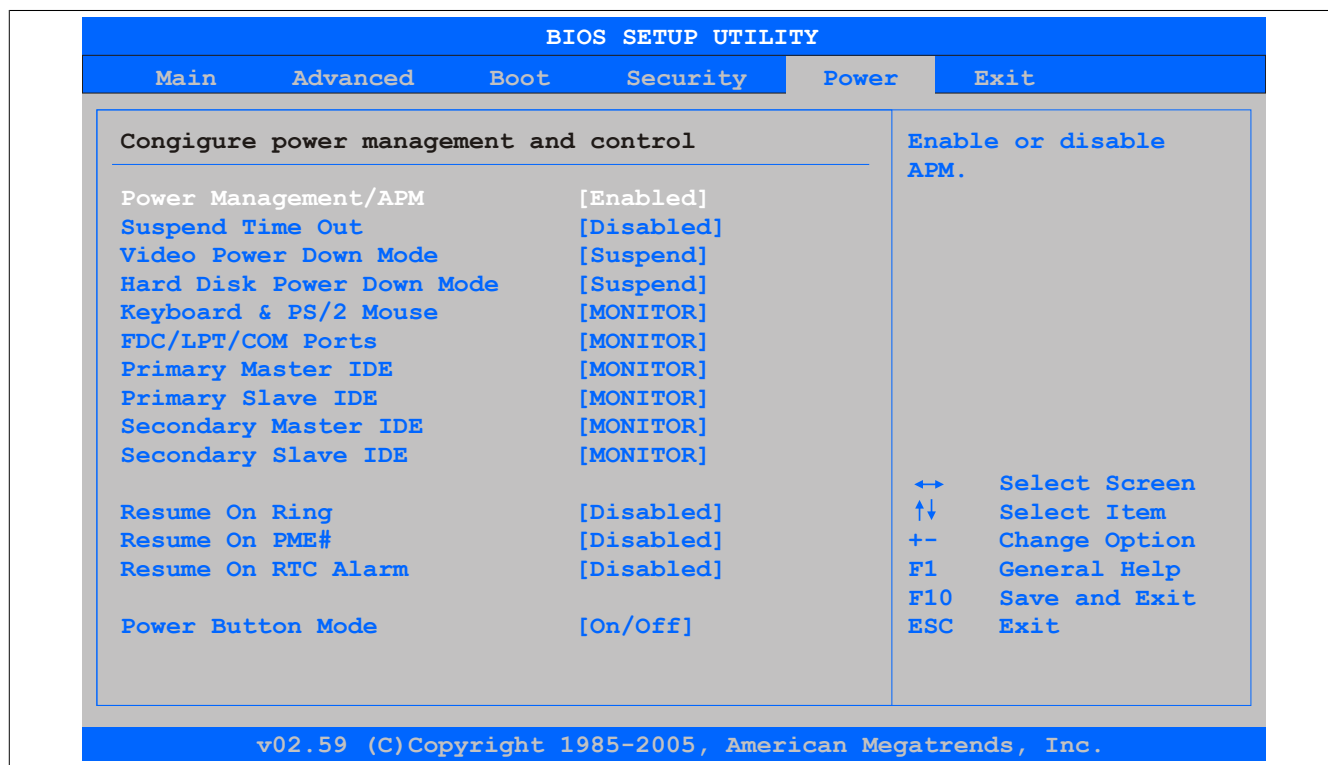 BIOS SETUP UTILITY
Main Advanced Boot Security Power Exit
Congigure power management and control
Power Management/APM [Enabled]
Suspend Time Out [Disabled]
Video Power Down Mode [Suspend]
Hard Disk Power Down Mode [Suspend]
Keyboard & PS/2 Mouse [MONITOR]
FDC/LPT/COM Ports [MONITOR]
Primary Master IDE [MONITOR]
Primary Slave IDE [MONITOR]
Secondary Master IDE [MONITOR]
Secondary Slave IDE [MONITOR]
Resume On Ring [Disabled]
Resume On PME# [Disabled]
Resume On RTC Alarm [Disabled]
Power Button Mode [On/Off]
Enable or disable
APM.
↔ Select Screen
↑↓ Select Item
+- Change Option
F1 General Help
F10 Save and Exit
ESC Exit
v02.59 (C)Copyright 1985-2005, American Megatrends, Inc.